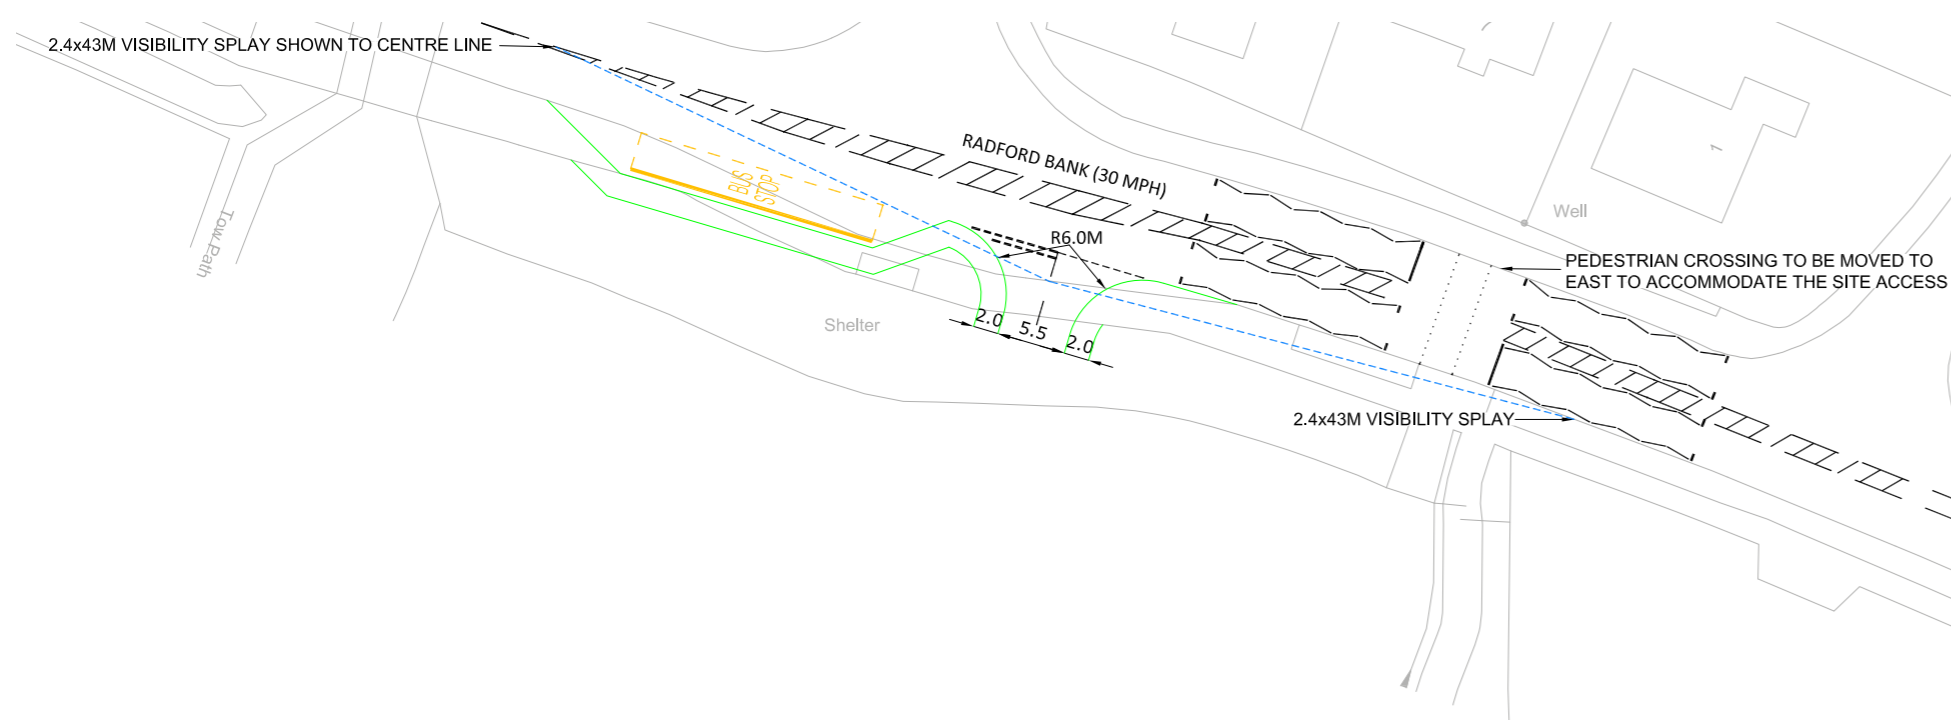 2.4x43M VISIBILITY SPLAY SHOWN TO CENTRE LINE
RADFORD BANK (30 MPH)
BUS
STOP
Tow Path
R6.0M
1
Well
PEDESTRIAN CROSSING TO BE MOVED TO
EAST TO ACCOMMODATE THE SITE ACCESS
Shelter
2.0
5.5
2.0
2.4x43M VISIBILITY SPLAY